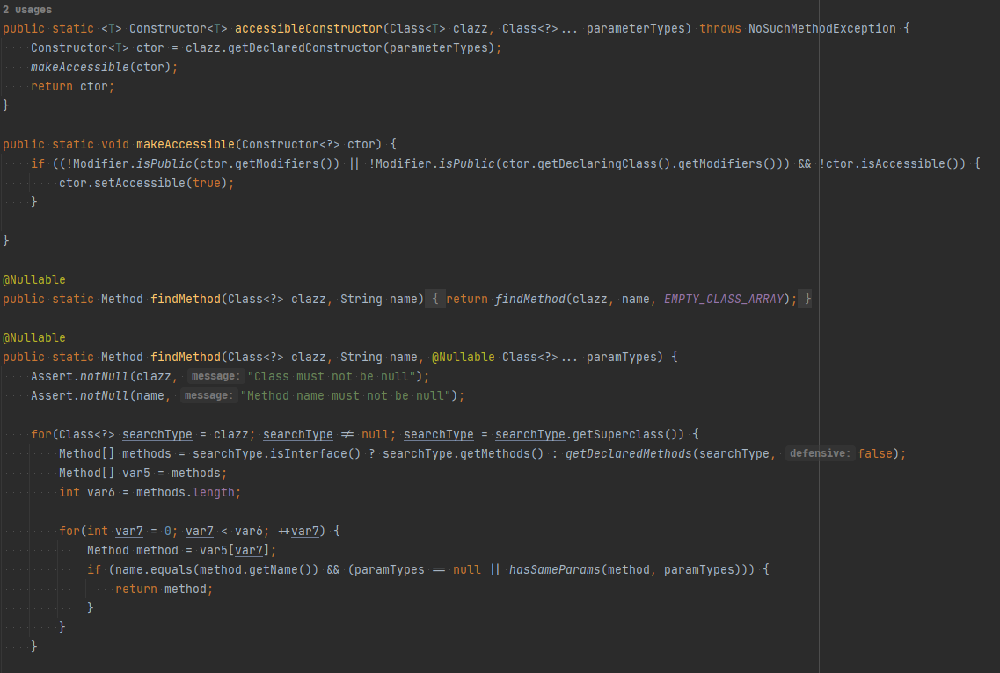 2 usages
public static <T> Constructor<T> accessibleConstructor(Class<T> clazz, Class<?>... parameterTypes) throws NoSuchMethodException {
    Constructor<T> ctor = clazz.getDeclaredConstructor(parameterTypes);
    makeAccessible(ctor);
    return ctor;
}
public static void makeAccessible(Constructor<?> ctor) {
    if ((!Modifier.isPublic(ctor.getModifiers()) || !Modifier.isPublic(ctor.getDeclaringClass().getModifiers())) && !ctor.isAccessible()) {
        ctor.setAccessible(true);
    }
}
@Nullable
public static Method findMethod(Class<?> clazz, String name) { return findMethod(clazz, name, EMPTY_CLASS_ARRAY); }
@Nullable
public static Method findMethod(Class<?> clazz, String name, @Nullable Class<?>... paramTypes) {
    Assert.notNull(clazz, message: "Class must not be null");
    Assert.notNull(name, message: "Method name must not be null");
    for(Class<?> searchType = clazz; searchType != null; searchType = searchType.getSuperclass()) {
        Method[] methods = searchType.isInterface() ? searchType.getMethods() : getDeclaredMethods(searchType, defensive: false);
        Method[] var5 = methods;
        int var6 = methods.length;
        for(int var7 = 0; var7 < var6; ++var7) {
            Method method = var5[var7];
            if (name.equals(method.getName()) && (paramTypes == null || hasSameParams(method, paramTypes))) {
                return method;
            }
        }
    }